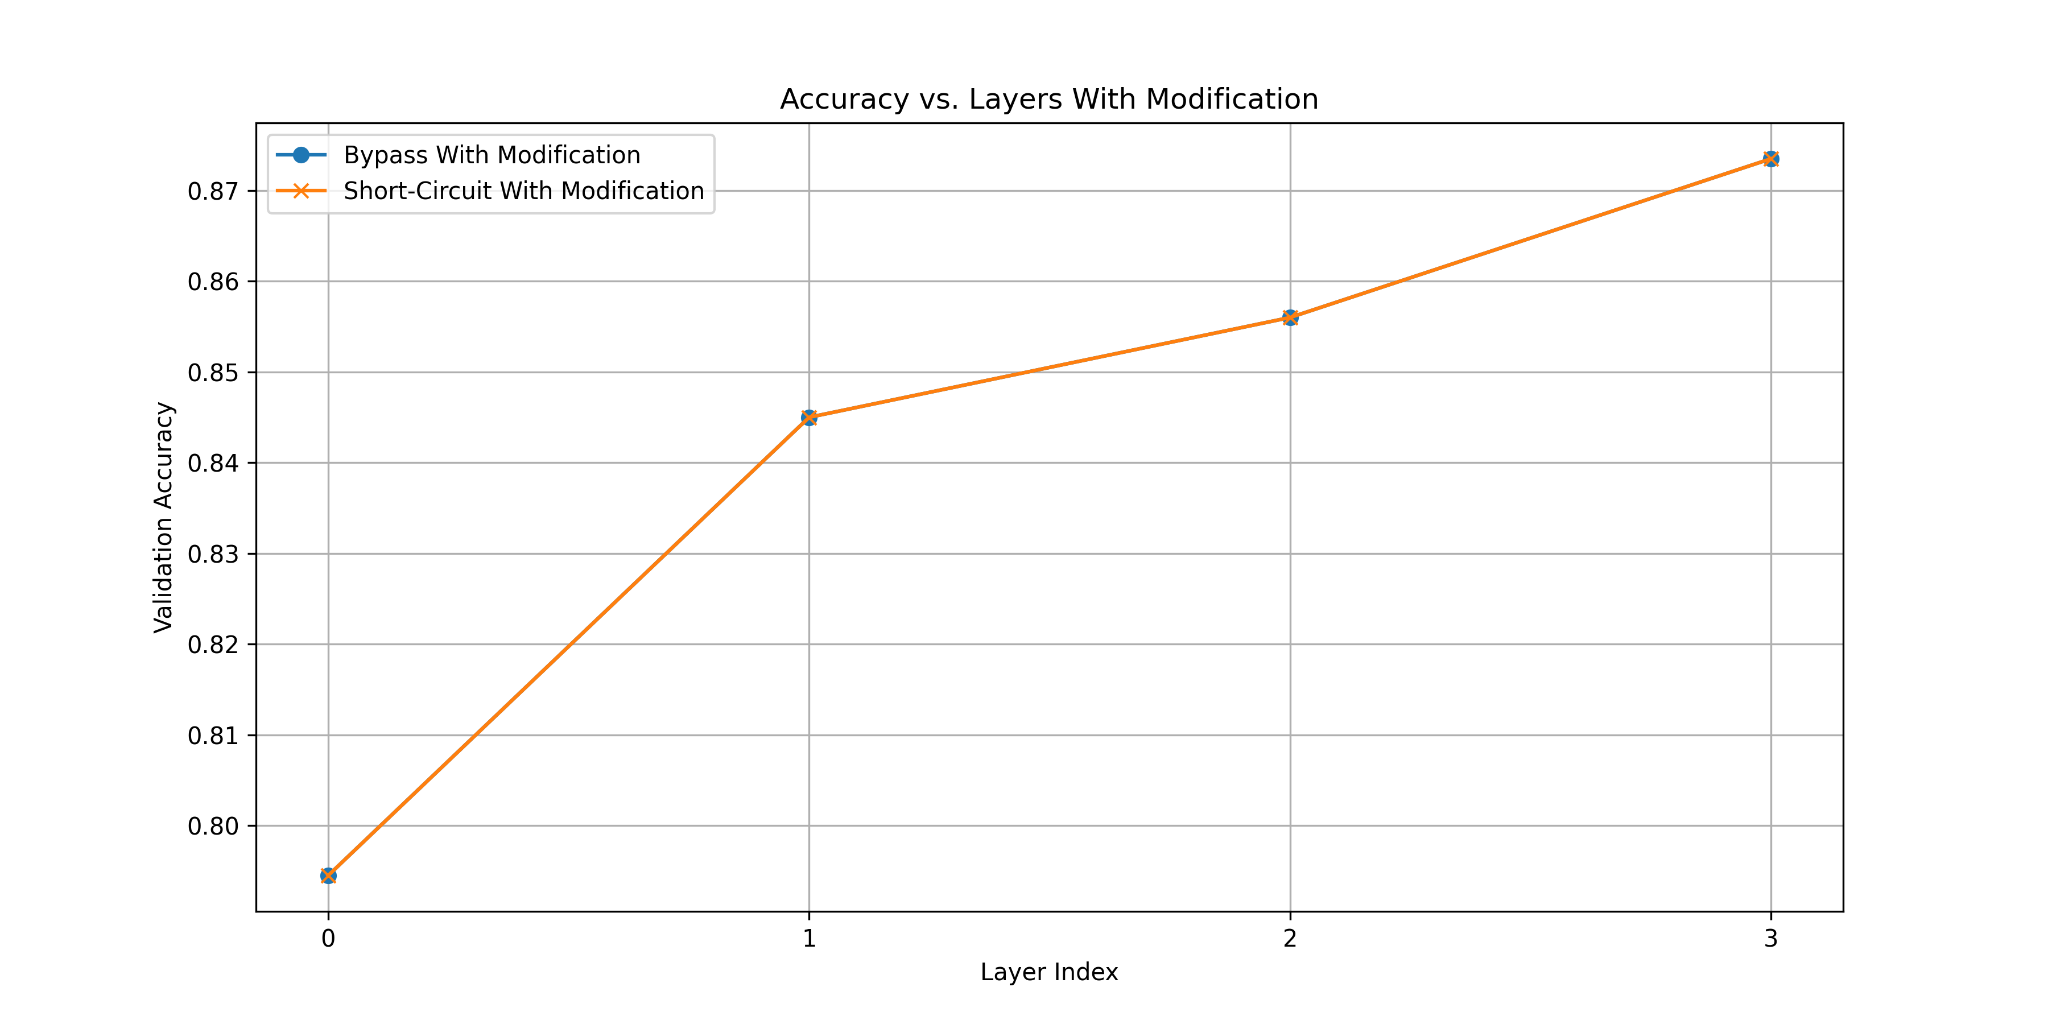 Accuracy vs. Layers With Modification
Bypass With Modification
Short-Circuit With Modification
0.87
0.86
0.85
0.84
0.83
0.82
0.81
0.80
Validation Accuracy
0 1 2 3
Layer Index